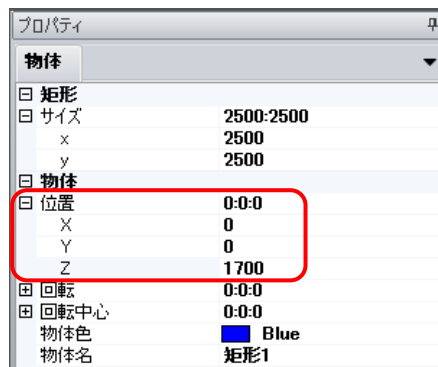 プロパティ
物体
矩形
サイズ 2500:2500
x 2500
y 2500
物体
位置 0:0:0
X 0
Y 0
Z 1700
回転 0:0:0
回転中心 0:0:0
物体色 Blue
物体名 矩形1